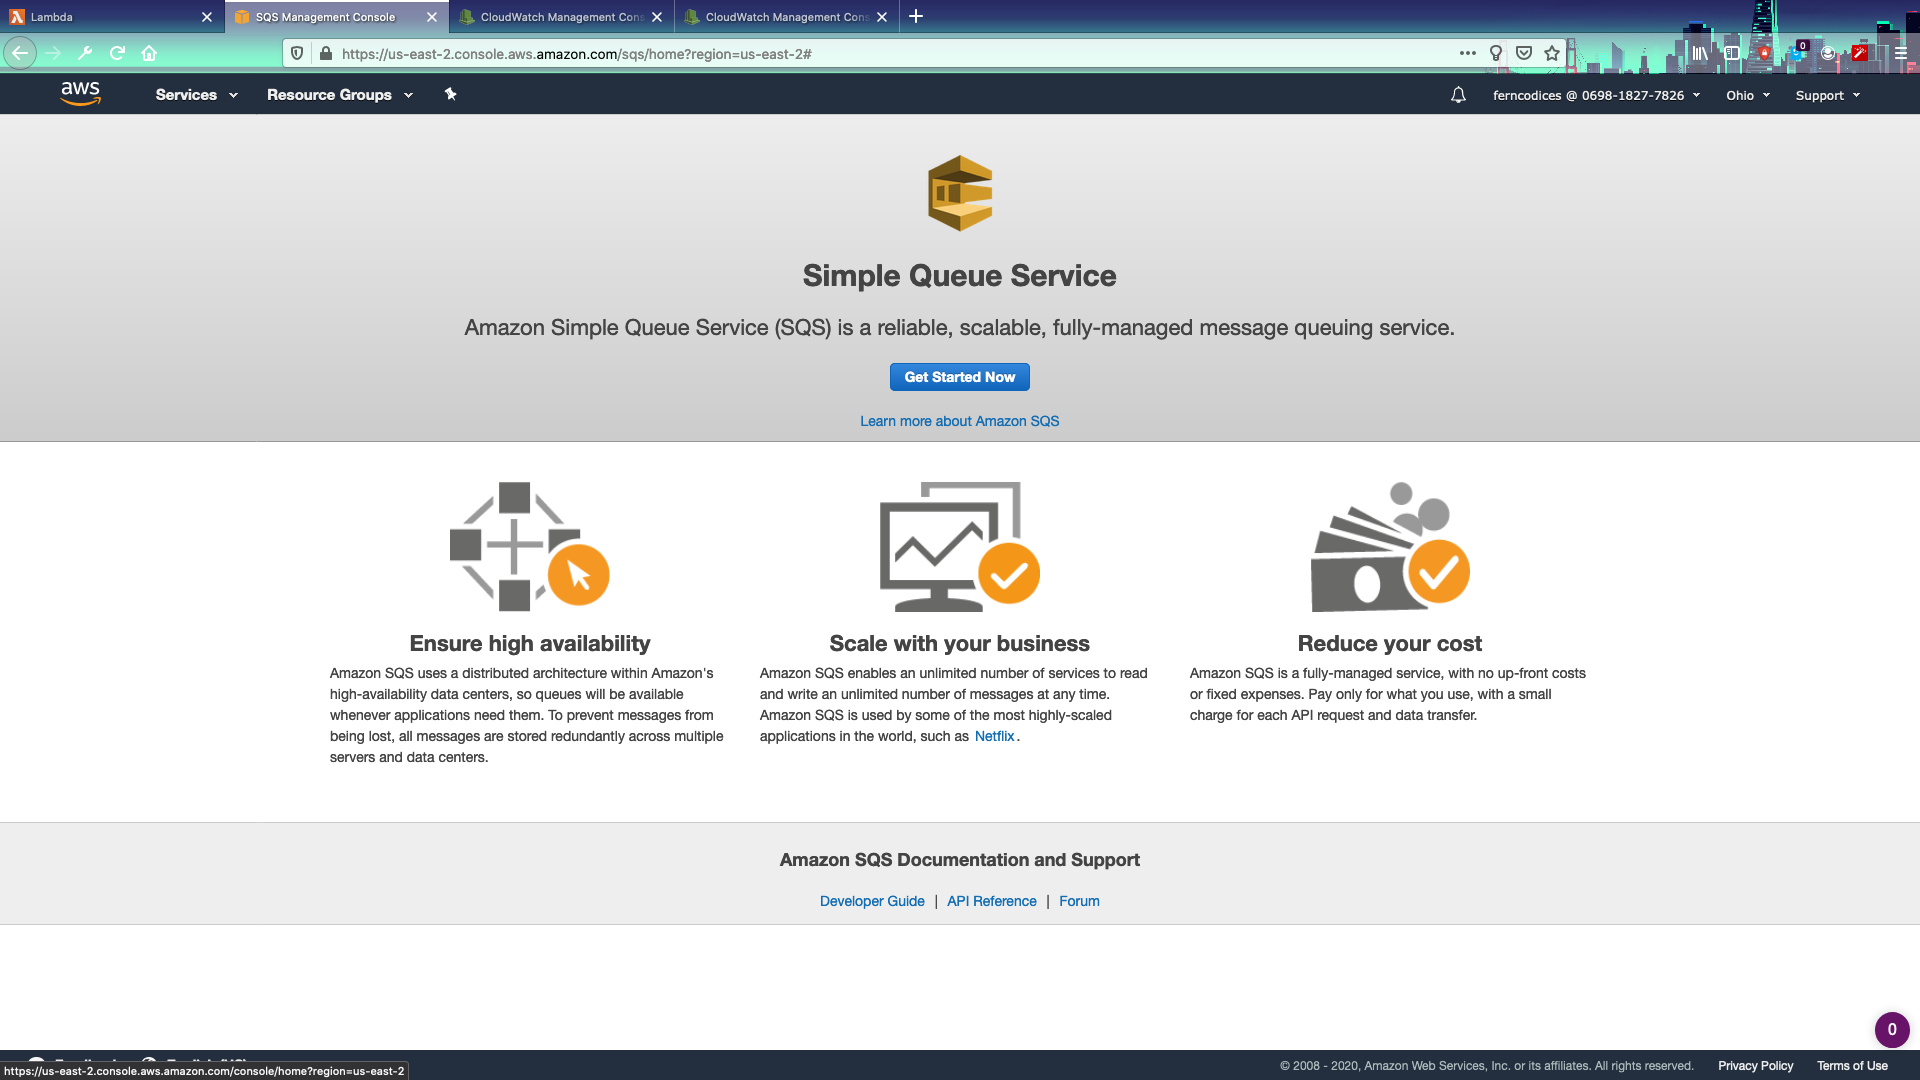 Lambda
SQS Management Console
CloudWatch Management Cons
CloudWatch Management Cons
https://us-east-2.console.aws.amazon.com/sqs/home?region=us-east-2#
0
aws
Services
Resource Groups
ferncodices @ 0698-1827-7826
Ohio
Support
Simple Queue Service
Amazon Simple Queue Service (SQS) is a reliable, scalable, fully-managed message queuing service.
Get Started Now
Learn more about Amazon SQS
Ensure high availability
Amazon SQS uses a distributed architecture within Amazon's
high-availability data centers, so queues will be available
whenever applications need them. To prevent messages from
being lost, all messages are stored redundantly across multiple
servers and data centers.
Scale with your business
Amazon SQS enables an unlimited number of services to read
and write an unlimited number of messages at any time.
Amazon SQS is used by some of the most highly-scaled
applications in the world, such as Netflix.
Reduce your cost
Amazon SQS is a fully-managed service, with no up-front costs
or fixed expenses. Pay only for what you use, with a small
charge for each API request and data transfer.
Amazon SQS Documentation and Support
Developer Guide | API Reference | Forum
0
https://us-east-2.console.aws.amazon.com/console/home?region=us-east-2
© 2008 - 2020, Amazon Web Services, Inc. or its affiliates. All rights reserved.
Privacy Policy
Terms of Use